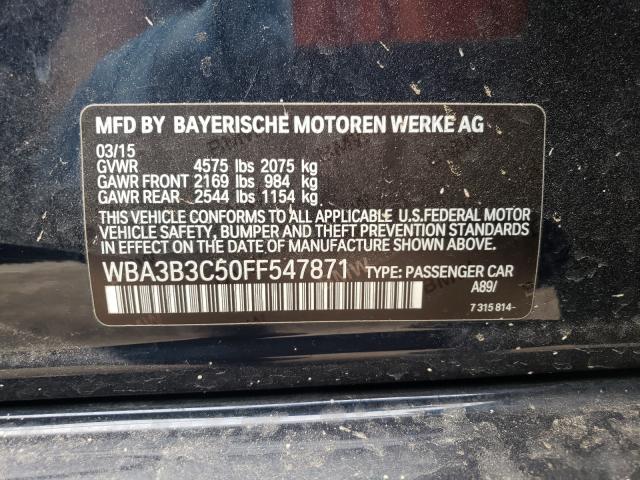 MFD BY BAYERISCHE MOTOREN WERKE AG
03/15
GVWR 4575 lbs 2075 kg
GAWR FRONT 2169 lbs 984 kg
GAWR REAR 2544 lbs 1154 kg
THIS VEHICLE CONFORMS TO ALL APPLICABLE U.S.FEDERAL MOTOR
VEHICLE SAFETY, BUMPER AND THEFT PREVENTION STANDARDS
IN EFFECT ON THE DATE OF MANUFACTURE SHOWN ABOVE.
WBA3B3C50FF547871 TYPE: PASSENGER CAR
A89/
7 315 814-